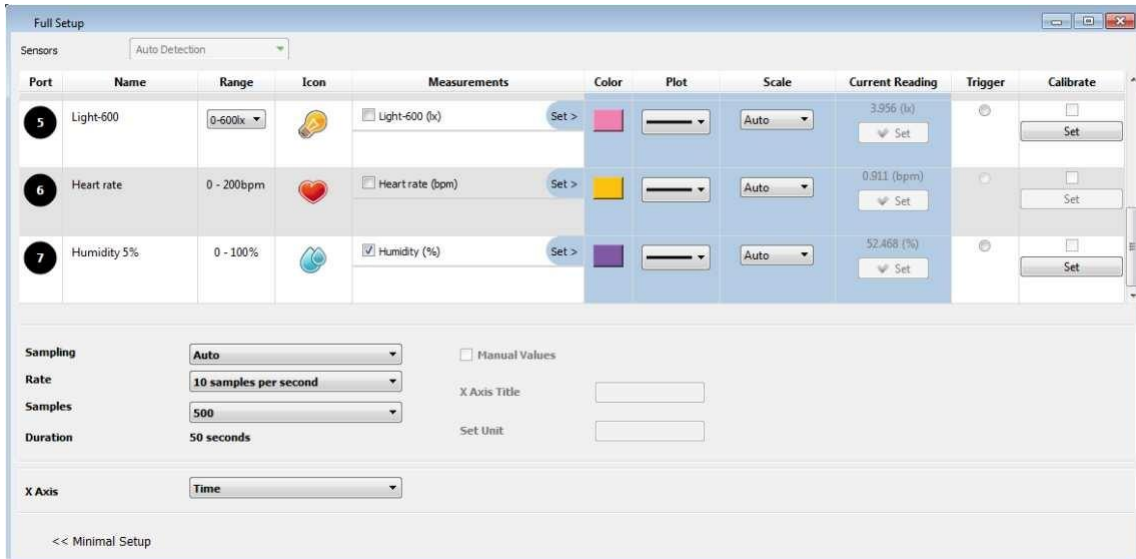 Full Setup
Sensors Auto Detection
Port Name Range Icon Measurements Color Plot Scale Current Reading Trigger Calibrate
5 Light-600 0-600lx Light-600 (lx) Set > Auto 3.956 (lx)
Set Set
6 Heart rate 0 - 200bpm Heart rate (bpm) Set > Auto 0.911 (bpm)
Set Set
7 Humidity 5% 0 - 100% Humidity (%) Set > Auto 52.468 (%)
Set Set
Sampling Auto Manual Values
Rate 10 samples per second
X Axis Title
Samples 500
Set Unit
Duration 50 seconds
X Axis Time
<< Minimal Setup